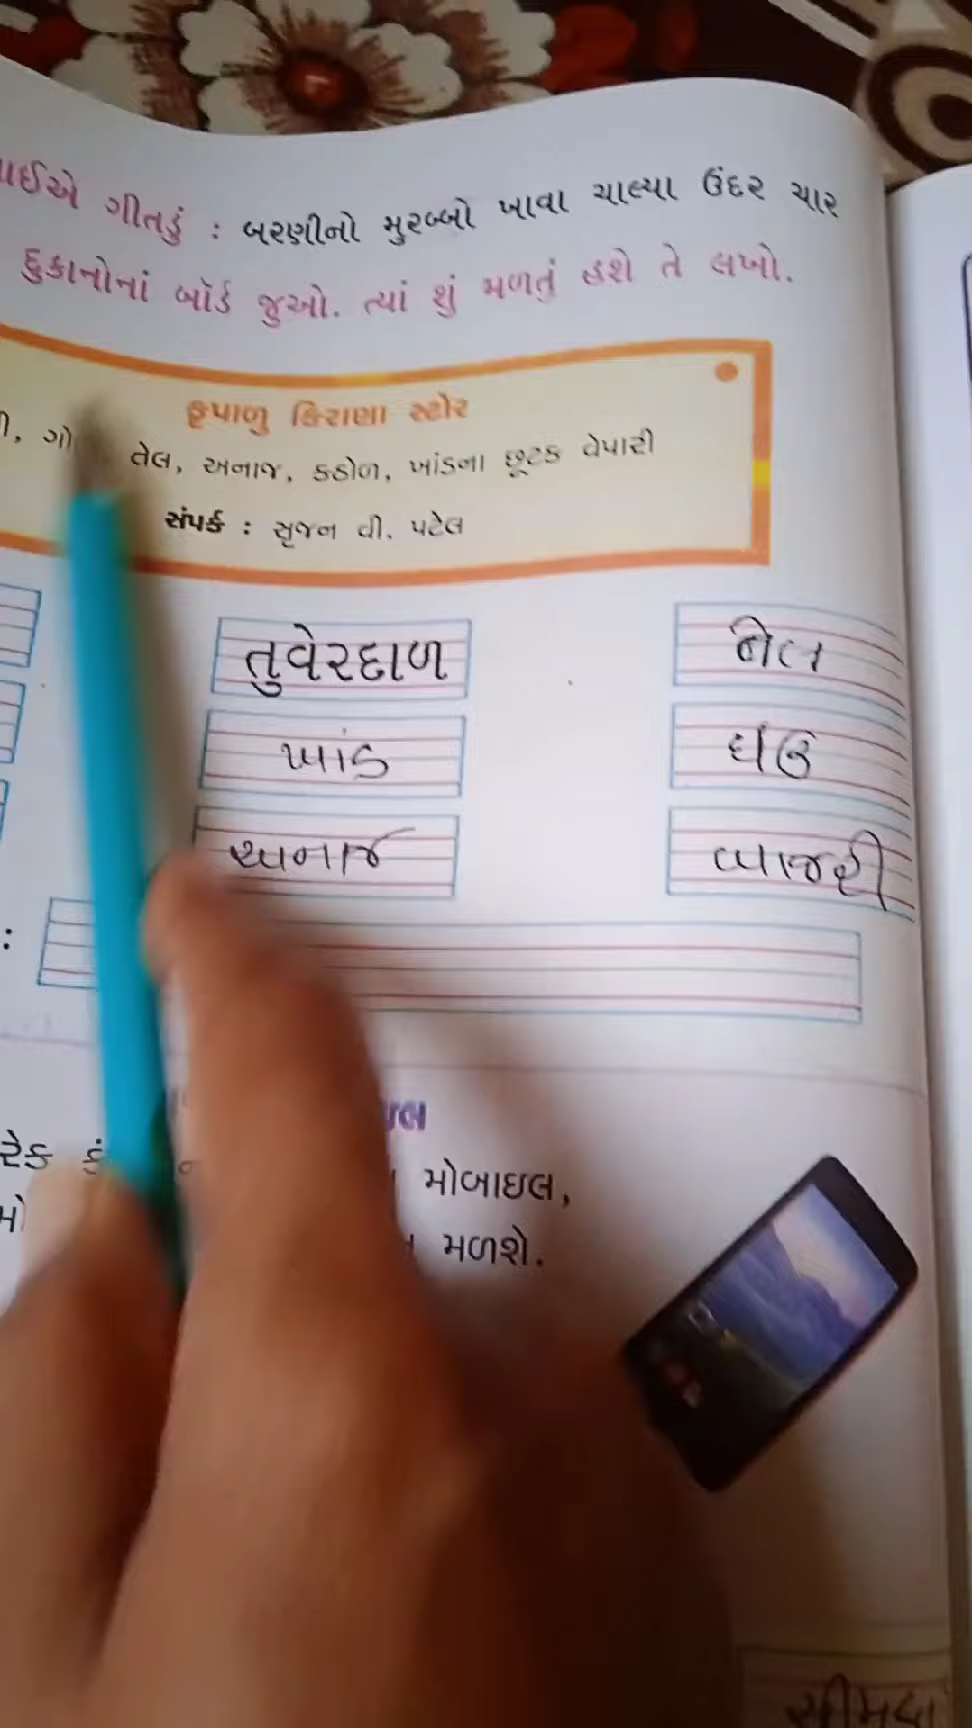 ગીતડું : બરણીનો મુરબ્બો ખાવા ચાલ્યા ઉંદર ચાર
દુકાનોનાં બૉર્ડ જુઓ. ત્યાં શું મળતું હશે તે લખો.
કૃપાળુ કિરાણા સ્ટોર
તેલ, અનાજ, કઠોળ, ખાંડના છૂટક વેપારી
સંપર્ક : સૃજન વી. પટેલ
તુવેરદાળ તેલ
ખાંડ ઘઉ
અનાજ બાજરી
:
મોબાઇલ,
મળશે.